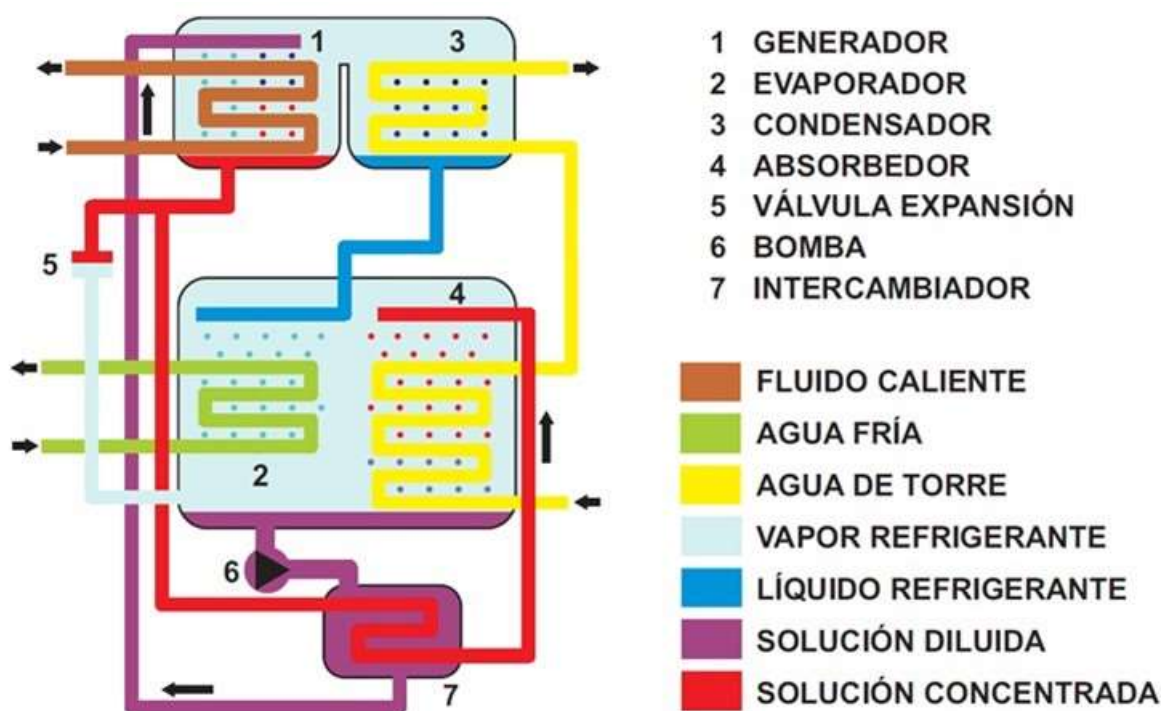 1 GENERADOR
2 EVAPORADOR
3 CONDENSADOR
4 ABSORBEDOR
5 VÁLVULA EXPANSIÓN
6 BOMBA
7 INTERCAMBIADOR
FLUIDO CALIENTE
AGUA FRÍA
AGUA DE TORRE
VAPOR REFRIGERANTE
LÍQUIDO REFRIGERANTE
SOLUCIÓN DILUIDA
SOLUCIÓN CONCENTRADA
1
3
5
4
2
6
7